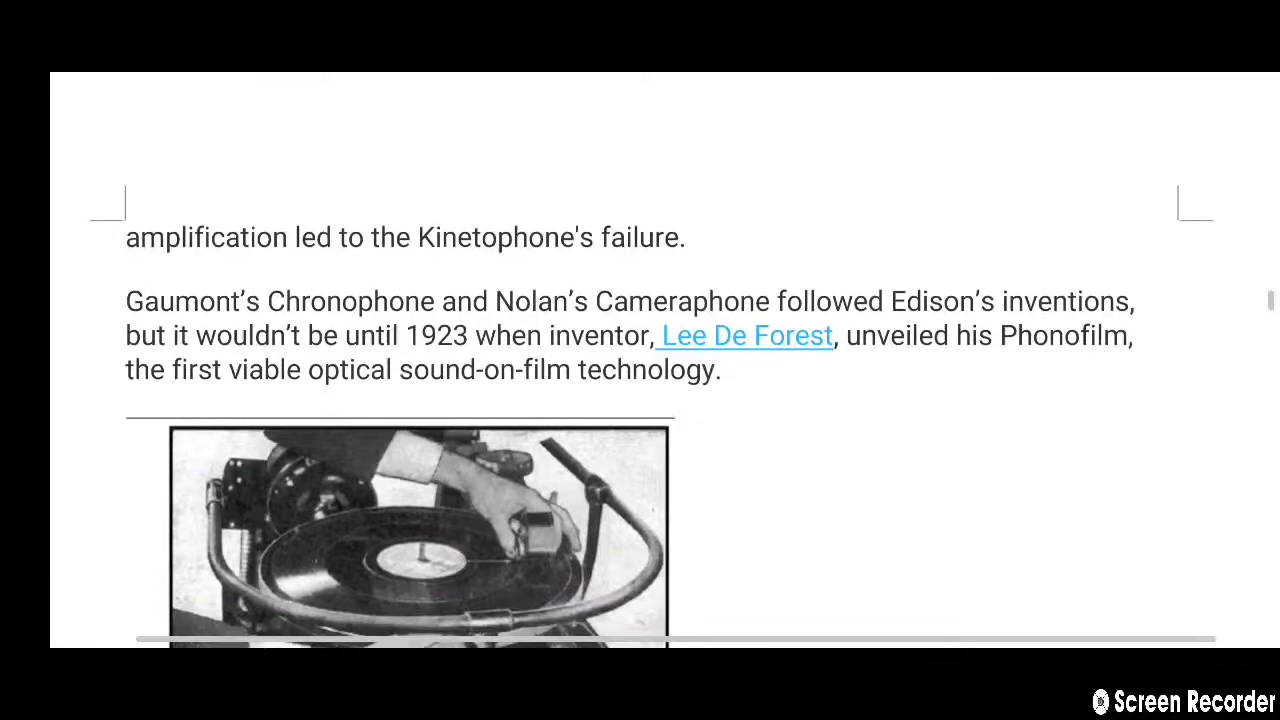 amplification led to the Kinetophone's failure.
Gaumont’s Chronophone and Nolan’s Cameraphone followed Edison’s inventions,
but it wouldn’t be until 1923 when inventor, Lee De Forest, unveiled his Phonofilm,
the first viable optical sound-on-film technology.
Screen Recorder